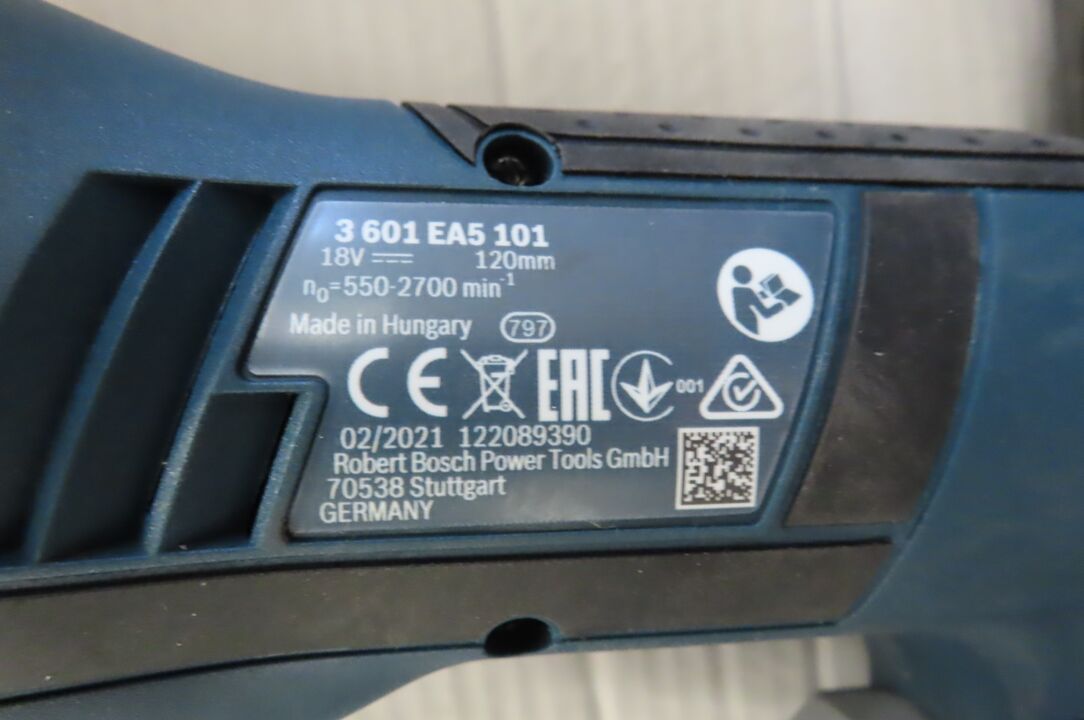 3 601 EA5 101
18V ⎓ 120mm
n₀=550-2700 min⁻¹
Made in Hungary 797
CE EAC 001
02/2021 122089390
Robert Bosch Power Tools GmbH
70538 Stuttgart
GERMANY